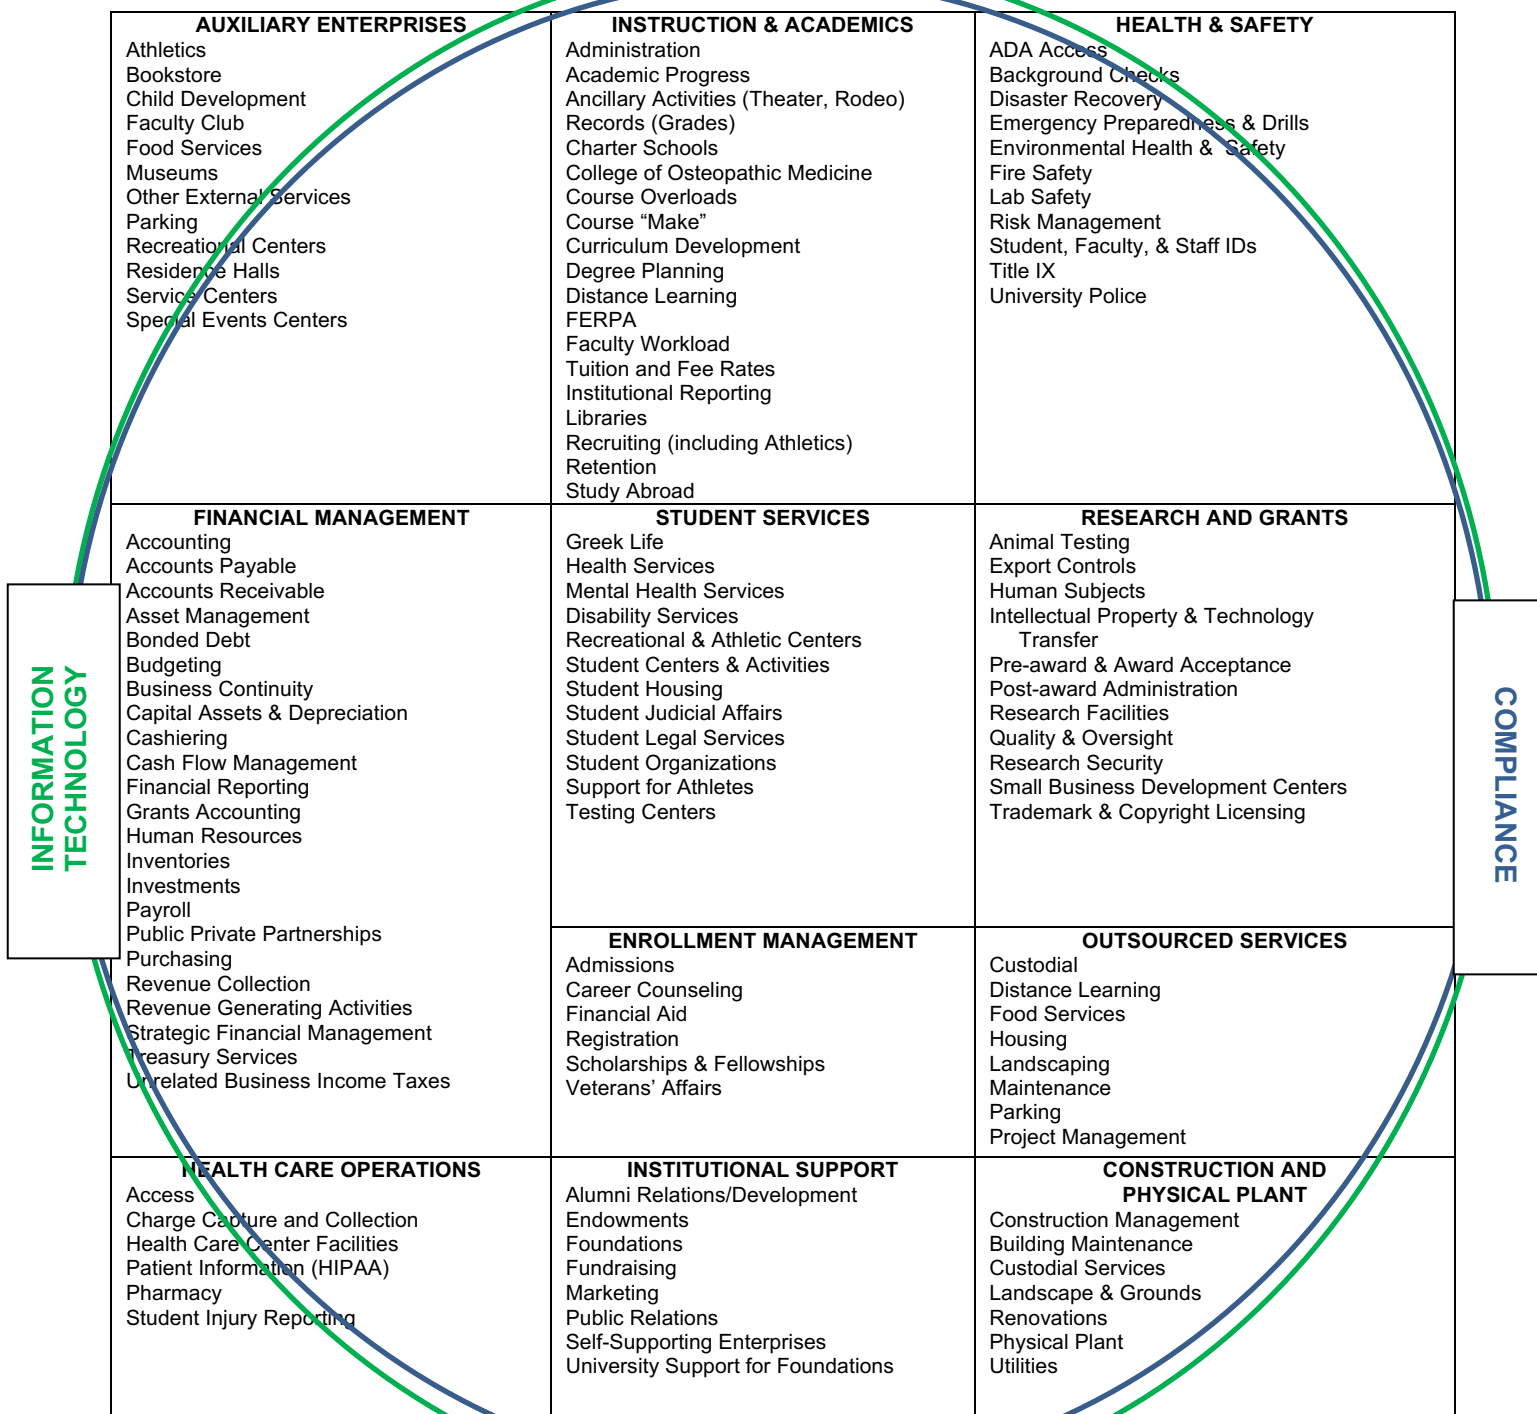 AUXILIARY ENTERPRISES
Athletics
Bookstore
Child Development
Faculty Club
Food Services
Museums
Other External Services
Parking
Recreational Centers
Residence Halls
Service Centers
Special Events Centers
INSTRUCTION & ACADEMICS
Administration
Academic Progress
Ancillary Activities (Theater, Rodeo)
Records (Grades)
Charter Schools
College of Osteopathic Medicine
Course Overloads
Course “Make”
Curriculum Development
Degree Planning
Distance Learning
FERPA
Faculty Workload
Tuition and Fee Rates
Institutional Reporting
Libraries
Recruiting (including Athletics)
Retention
Study Abroad
HEALTH & SAFETY
ADA Access
Background Checks
Disaster Recovery
Emergency Preparedness & Drills
Environmental Health & Safety
Fire Safety
Lab Safety
Risk Management
Student, Faculty, & Staff IDs
Title IX
University Police
INFORMATION
TECHNOLOGY
FINANCIAL MANAGEMENT
Accounting
Accounts Payable
Accounts Receivable
Asset Management
Bonded Debt
Budgeting
Business Continuity
Capital Assets & Depreciation
Cashiering
Cash Flow Management
Financial Reporting
Grants Accounting
Human Resources
Inventories
Investments
Payroll
Public Private Partnerships
Purchasing
Revenue Collection
Revenue Generating Activities
Strategic Financial Management
Treasury Services
Unrelated Business Income Taxes
STUDENT SERVICES
Greek Life
Health Services
Mental Health Services
Disability Services
Recreational & Athletic Centers
Student Centers & Activities
Student Housing
Student Judicial Affairs
Student Legal Services
Student Organizations
Support for Athletes
Testing Centers
RESEARCH AND GRANTS
Animal Testing
Export Controls
Human Subjects
Intellectual Property & Technology
Transfer
Pre-award & Award Acceptance
Post-award Administration
Research Facilities
Quality & Oversight
Research Security
Small Business Development Centers
Trademark & Copyright Licensing
COMPLIANCE
ENROLLMENT MANAGEMENT
Admissions
Career Counseling
Financial Aid
Registration
Scholarships & Fellowships
Veterans’ Affairs
OUTSOURCED SERVICES
Custodial
Distance Learning
Food Services
Housing
Landscaping
Maintenance
Parking
Project Management
HEALTH CARE OPERATIONS
Access
Charge Capture and Collection
Health Care Center Facilities
Patient Information (HIPAA)
Pharmacy
Student Injury Reporting
INSTITUTIONAL SUPPORT
Alumni Relations/Development
Endowments
Foundations
Fundraising
Marketing
Public Relations
Self-Supporting Enterprises
University Support for Foundations
CONSTRUCTION AND
PHYSICAL PLANT
Construction Management
Building Maintenance
Custodial Services
Landscape & Grounds
Renovations
Physical Plant
Utilities